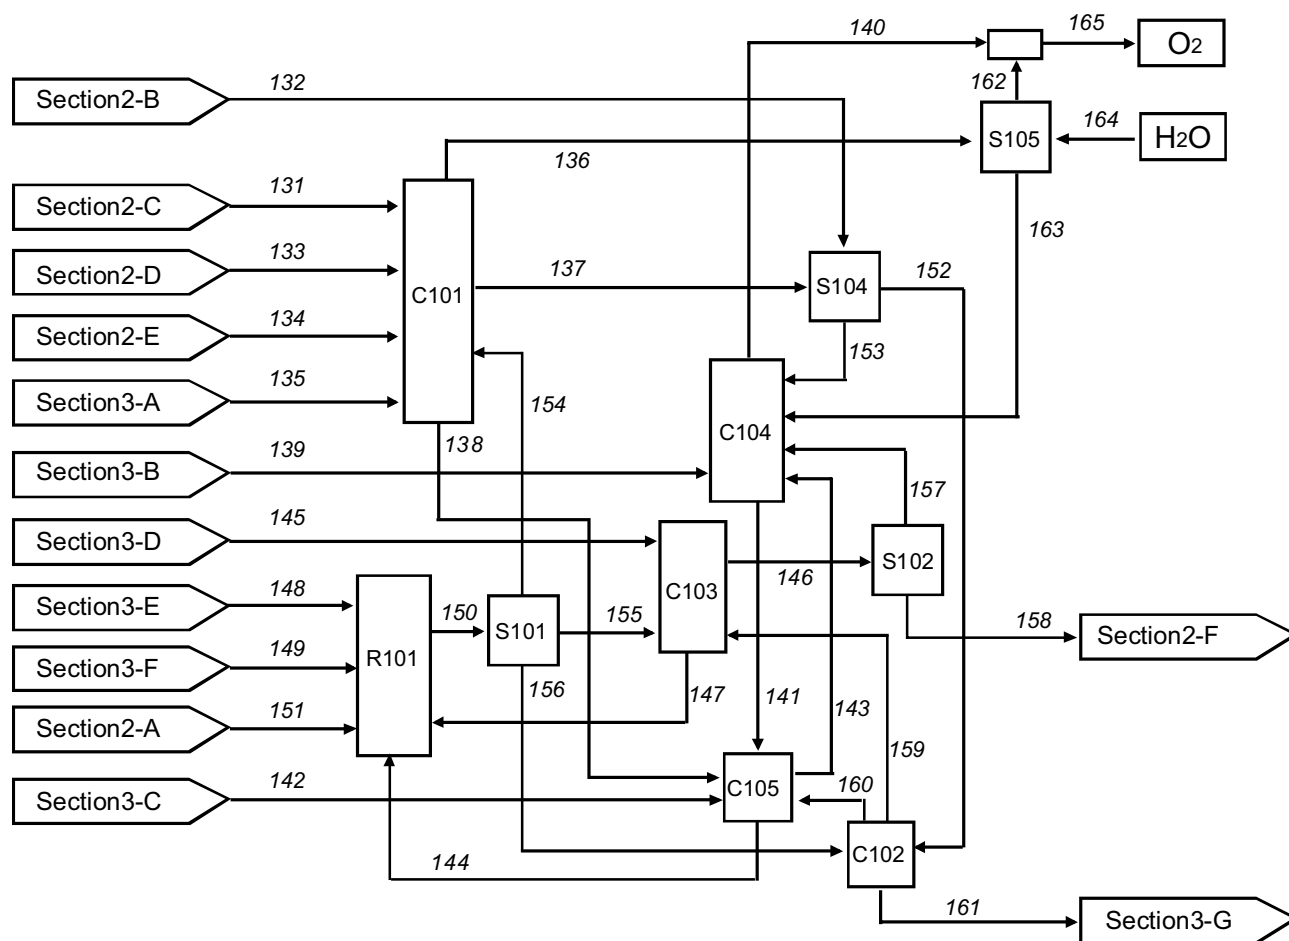 140
165
O2
Section2-B
132
162
136
S105
164
H2O
Section2-C
131
163
Section2-D
133
C101
137
S104
152
Section2-E
134
153
Section3-A
135
154
138
C104
Section3-B
139
157
Section3-D
145
146
S102
C103
Section3-E
148
150
S101
155
158
Section2-F
Section3-F
149
R101
156
147
141
143
Section2-A
151
159
Section3-C
142
C105
160
144
C102
161
Section3-G